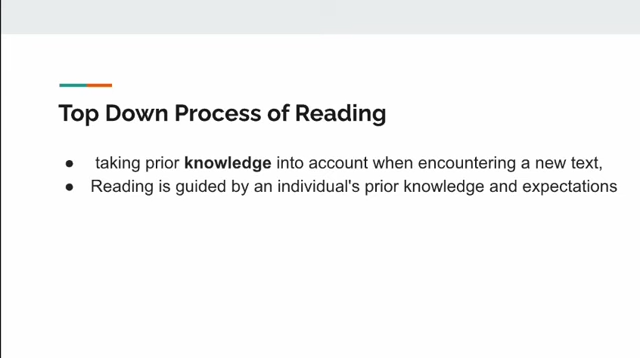 Top Down Process of Reading
● taking prior knowledge into account when encountering a new text,
● Reading is guided by an individual's prior knowledge and expectations